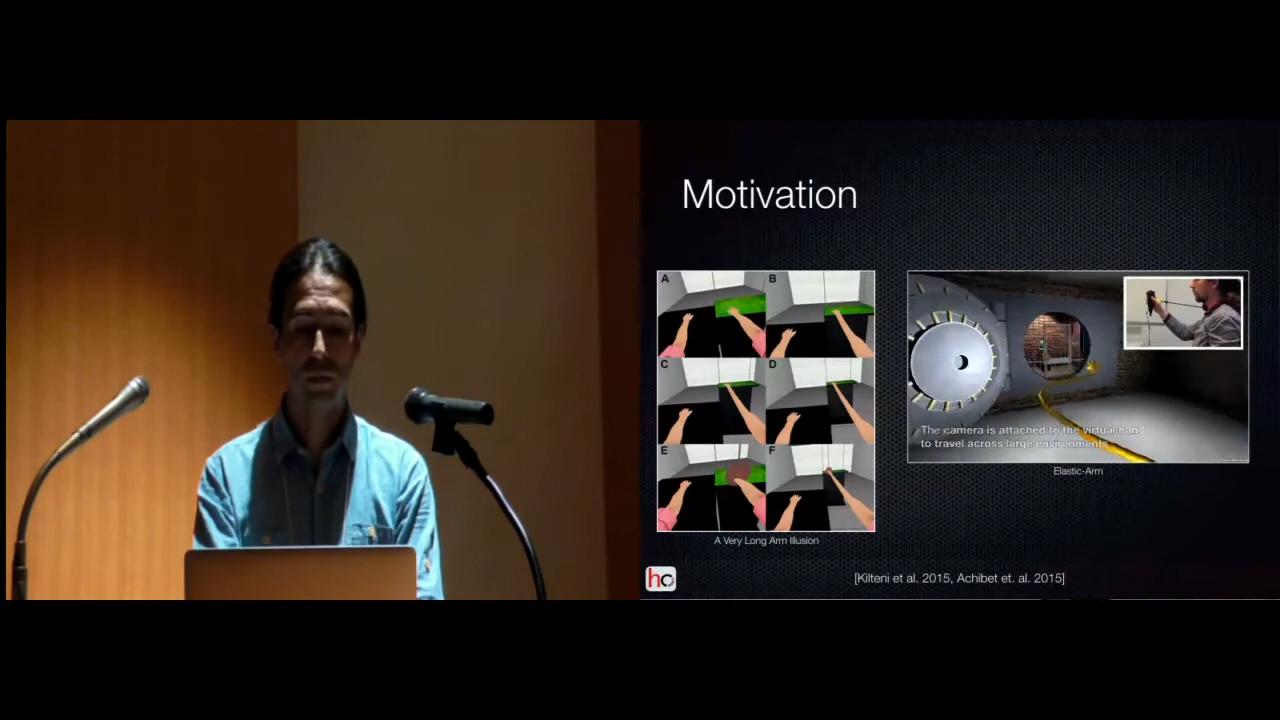 Motivation
A
B
C
D
E
F
The camera is attached to the virtual han
to travel across large environments
Elastic-Arm
A Very Long Arm Illusion
hc
[Kilteni et al. 2015, Achibet et. al. 2015]